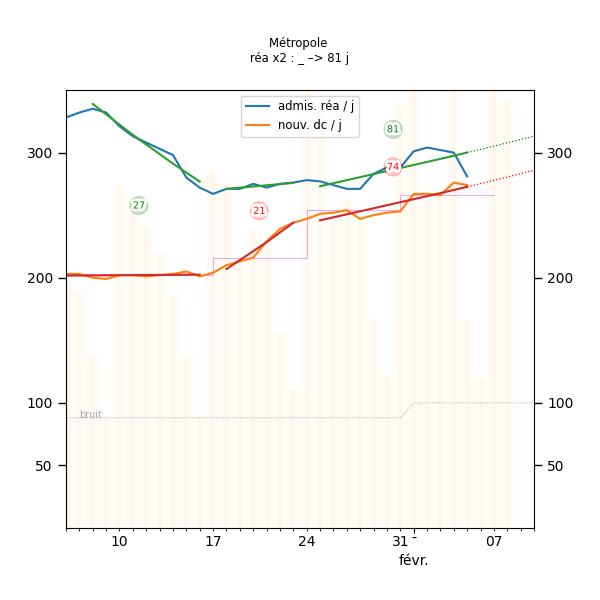 Métropole
réa x2 : _ –> 81 j
admis. réa / j
nouv. dc / j
81
74
27
21
300
300
200
200
100
100
bruit
50
50
10
17
24
31
07
févr.